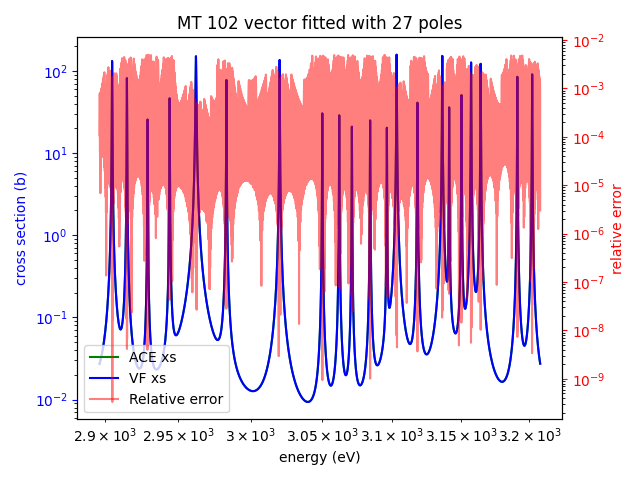 MT 102 vector fitted with 27 poles
cross section (b)
10²
10¹
10⁰
10⁻¹
10⁻²
10⁻²
10⁻³
10⁻⁴
10⁻⁵
10⁻⁶
10⁻⁷
10⁻⁸
10⁻⁹
relative error
ACE xs
VF xs
Relative error
2.9 × 10³ 2.95 × 10³ 3 × 10³ 3.05 × 10³ 3.1 × 10³ 3.15 × 10³ 3.2 × 10³
energy (eV)